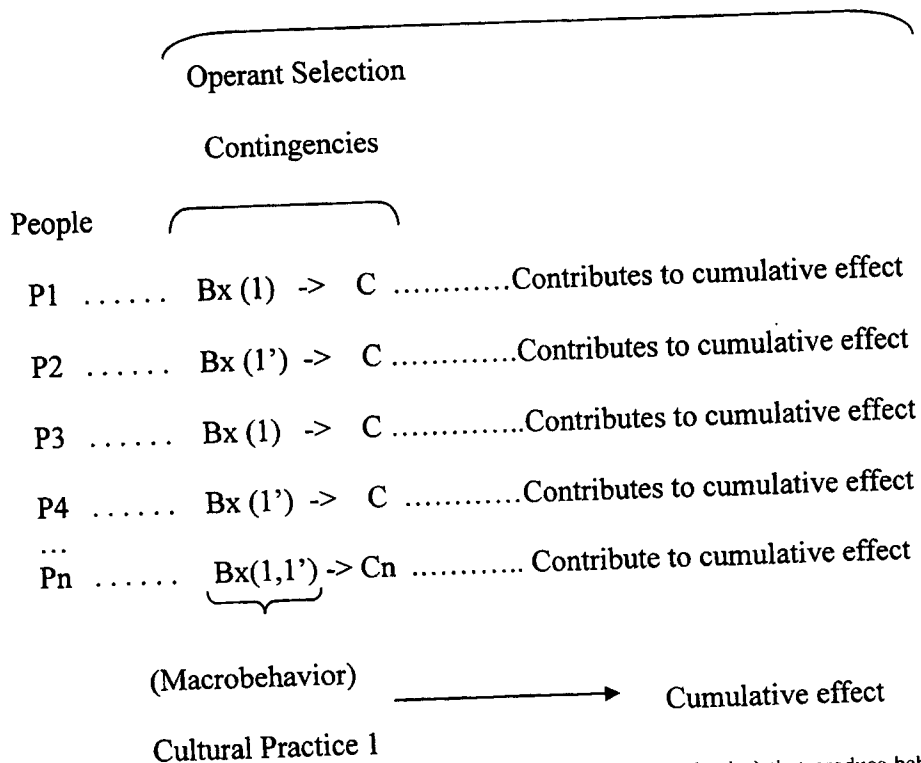 Operant Selection
Contingencies
People
P1 ...... Bx (1) -> C ............Contributes to cumulative effect
P2 ...... Bx (1’) -> C .............Contributes to cumulative effect
P3 ...... Bx (1) -> C .............Contributes to cumulative effect
P4 ...... Bx (1’) -> C ............Contributes to cumulative effect
...
Pn ...... Bx(1,1’) -> Cn ............ Contribute to cumulative effect
(Macrobehavior) Cumulative effect
Cultural Practice 1
that produce